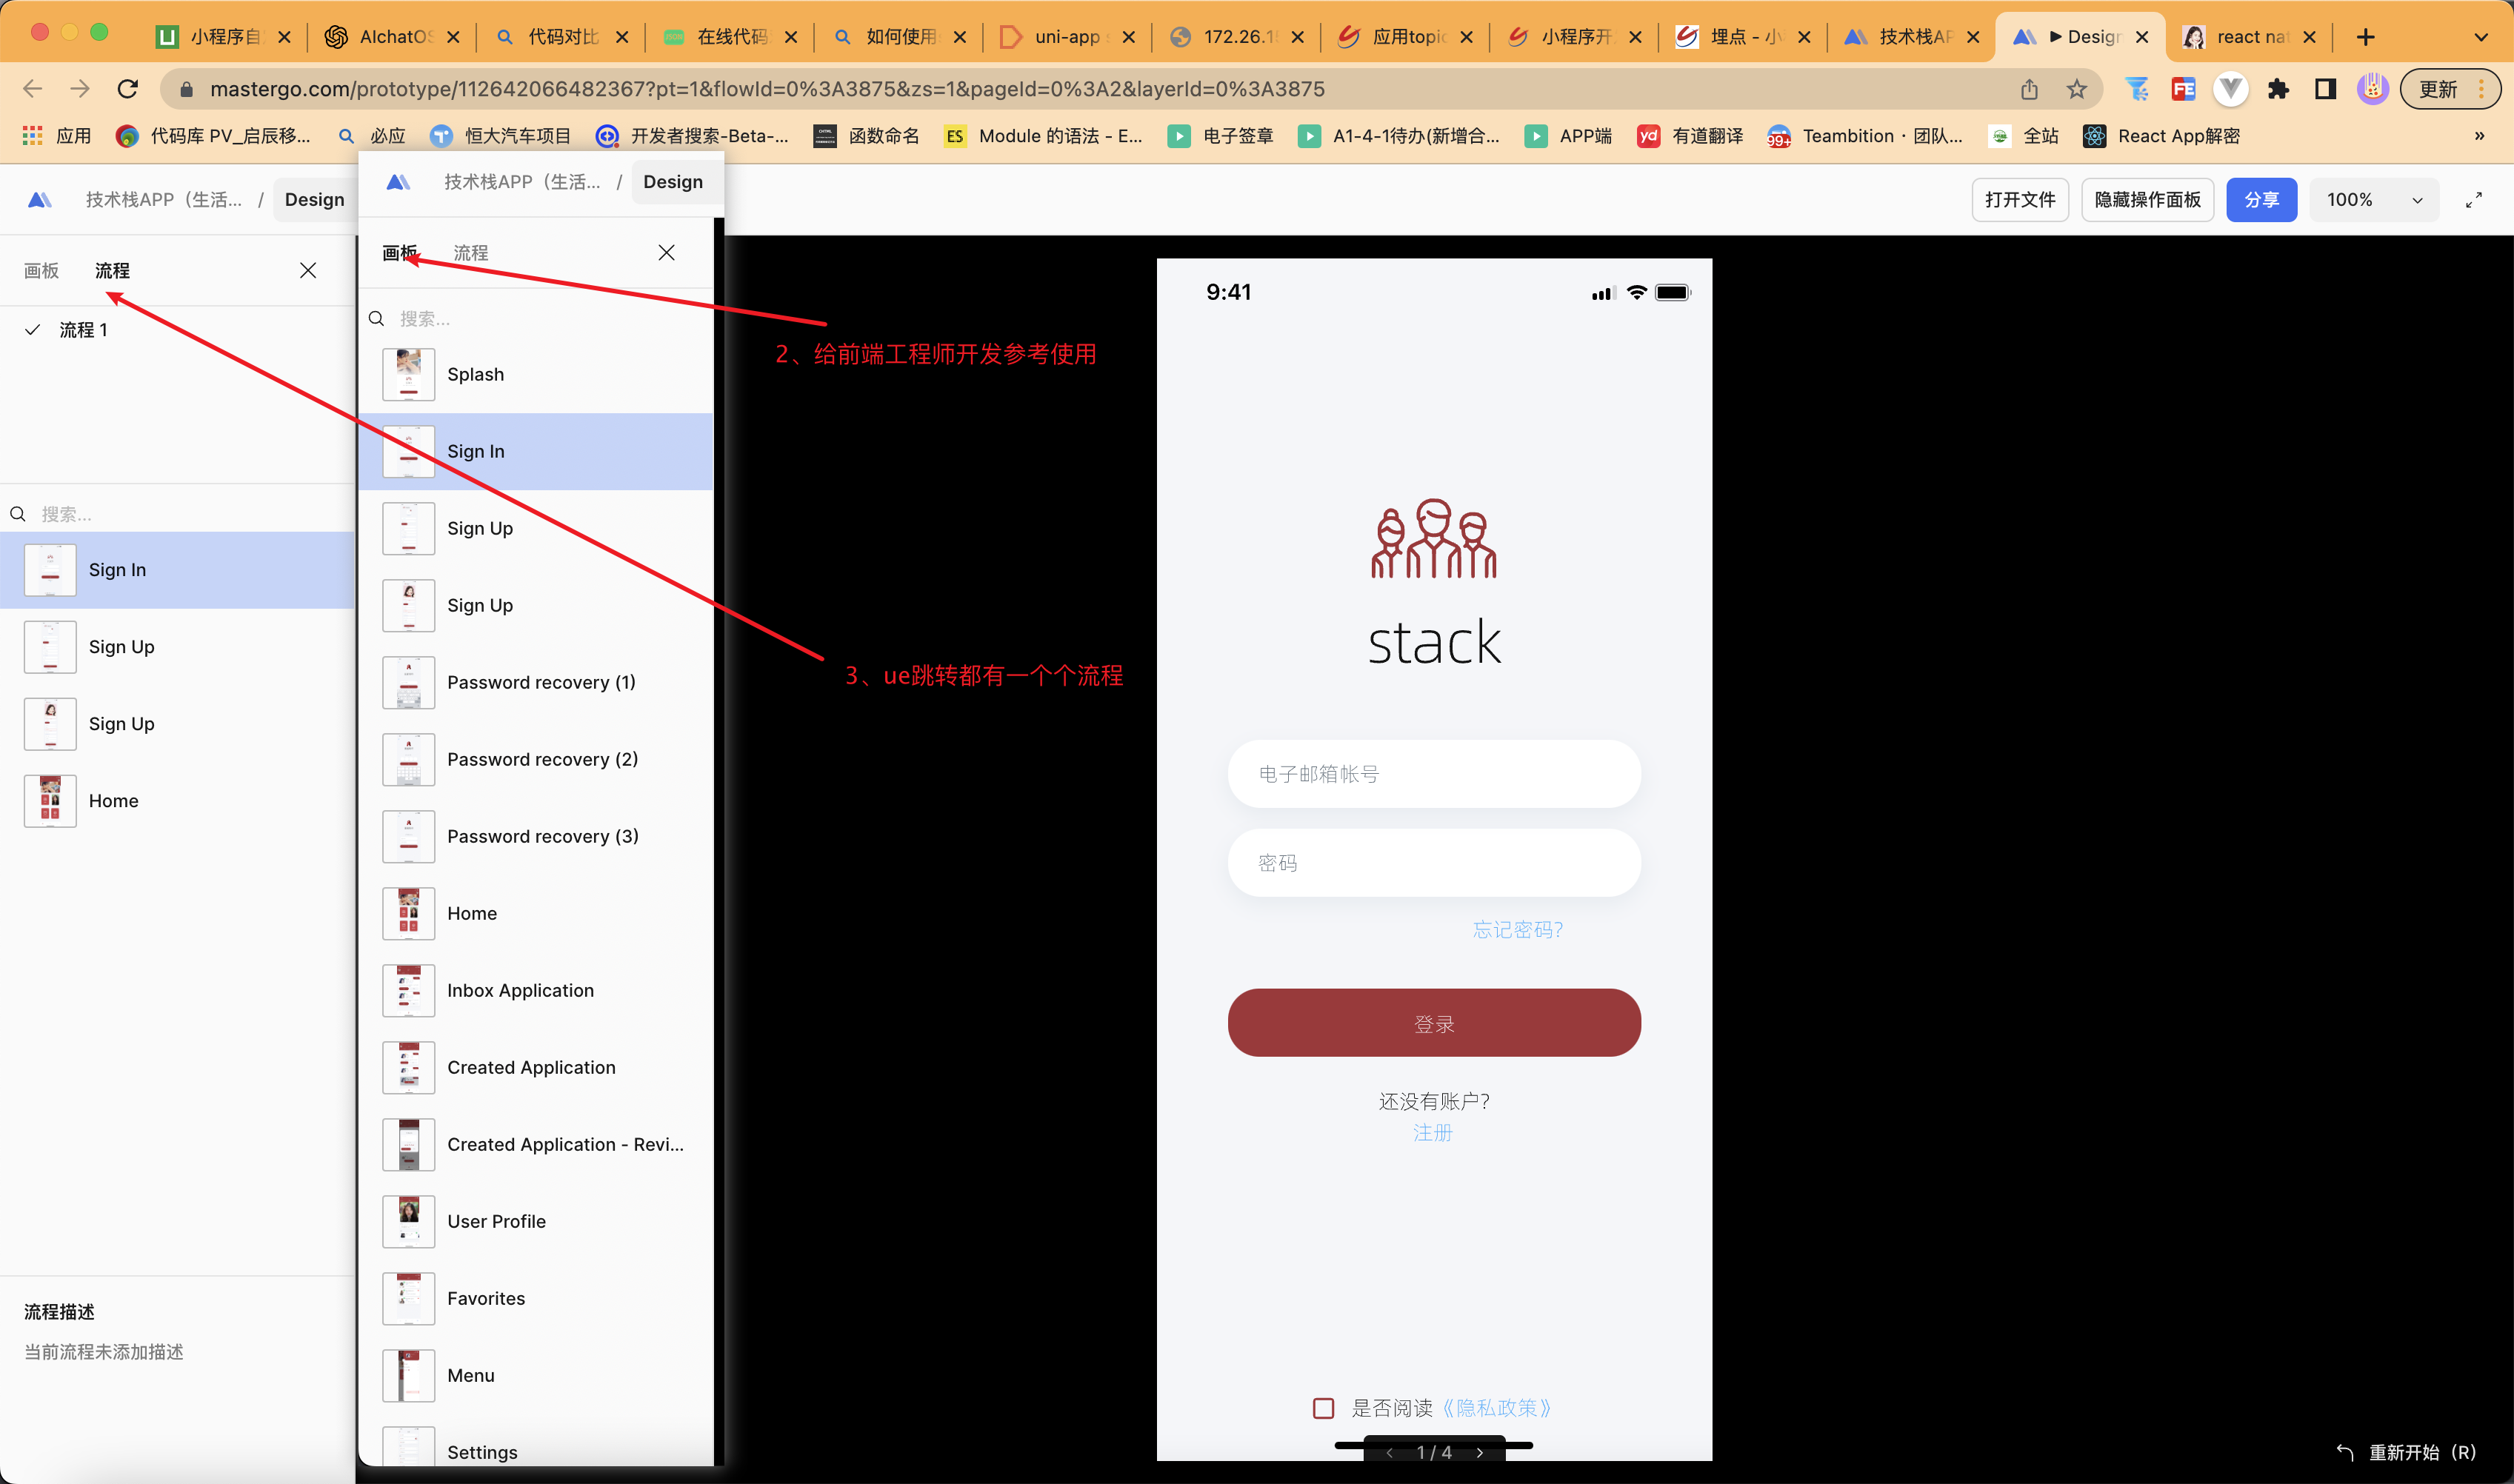 小程序自
AIchatOS
代码对比
在线代码
如何使用
uni-app
172.26.1
应用topic
小程序开
埋点 - 小
技术栈AP
▶ Design
react nat
mastergo.com/prototype/112642066482367?pt=1&flowId=0%3A3875&zs=1&pageId=0%3A2&layerId=0%3A3875
FE
更新
应用
代码库 PV_启辰移...
必应
恒大汽车项目
开发者搜索-Beta-...
函数命名
ES
Module 的语法 - E...
电子签章
A1-4-1待办(新增合...
APP端
yd
有道翻译
99+
Teambition · 团队...
全站
React App解密
»
技术栈APP（生活... / Design
打开文件
隐藏操作面板
分享
100%
画板
流程
流程 1
搜索...
Sign In
Sign Up
Sign Up
Home
流程描述
当前流程未添加描述
技术栈APP（生活... / Design
画板
流程
搜索...
Splash
Sign In
Sign Up
Sign Up
Password recovery (1)
Password recovery (2)
Password recovery (3)
Home
Inbox Application
Created Application
Created Application - Revi...
User Profile
Favorites
Menu
Settings
2、给前端工程师开发参考使用
3、ue跳转都有一个个流程
9:41
stack
电子邮箱帐号
密码
忘记密码?
登录
还没有账户?
注册
是否阅读《隐私政策》
1 / 4
重新开始（R）